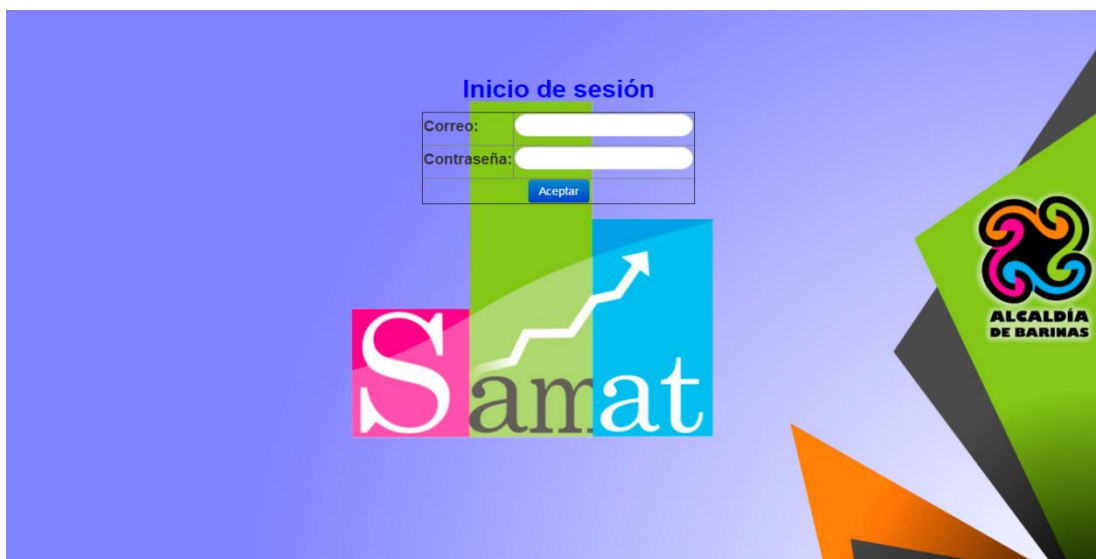 Inicio de sesión
Correo:
Contraseña:
Aceptar
Samat
ALCALDÍA
DE BARINAS